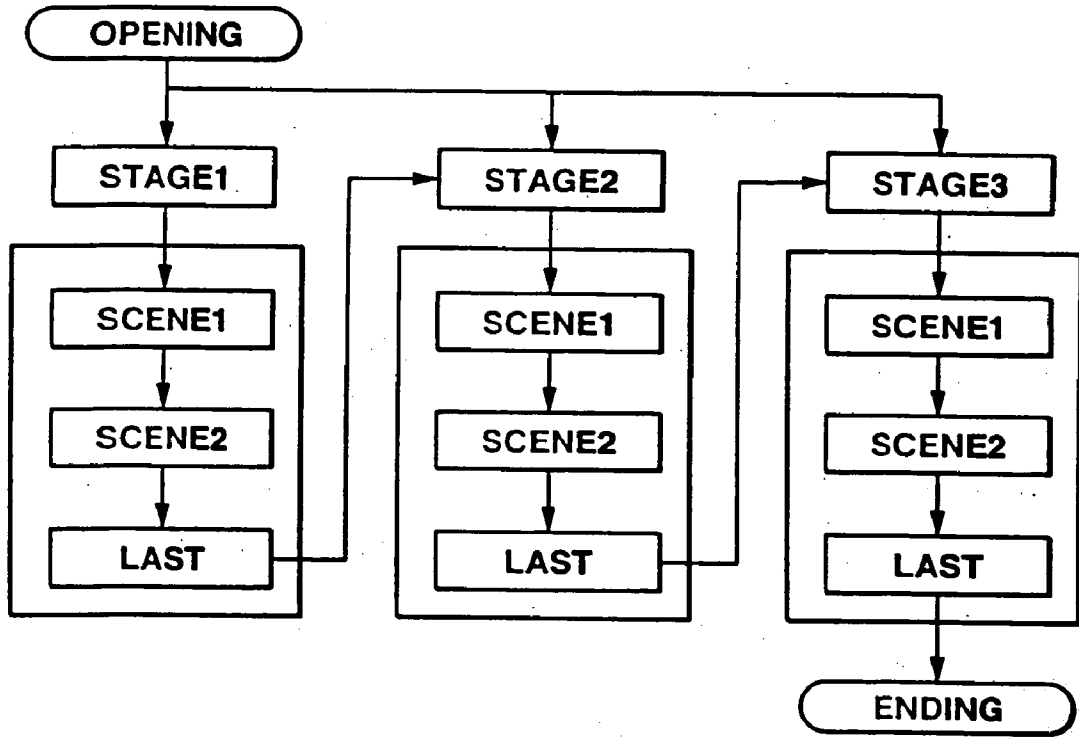 OPENING
STAGE1
STAGE2
STAGE3
SCENE1
SCENE1
SCENE1
SCENE2
SCENE2
SCENE2
LAST
LAST
LAST
ENDING